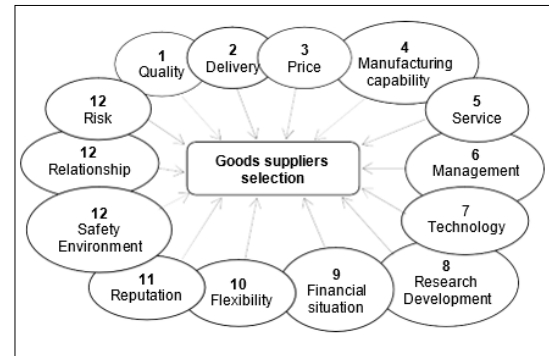 1
Quality
2
Delivery
3
Price
4
Manufacturing
capability
5
Service
6
Management
7
Technology
8
Research
Development
9
Financial
situation
10
Flexibility
11
Reputation
12
Safety
Environment
12
Relationship
12
Risk
Goods suppliers
selection